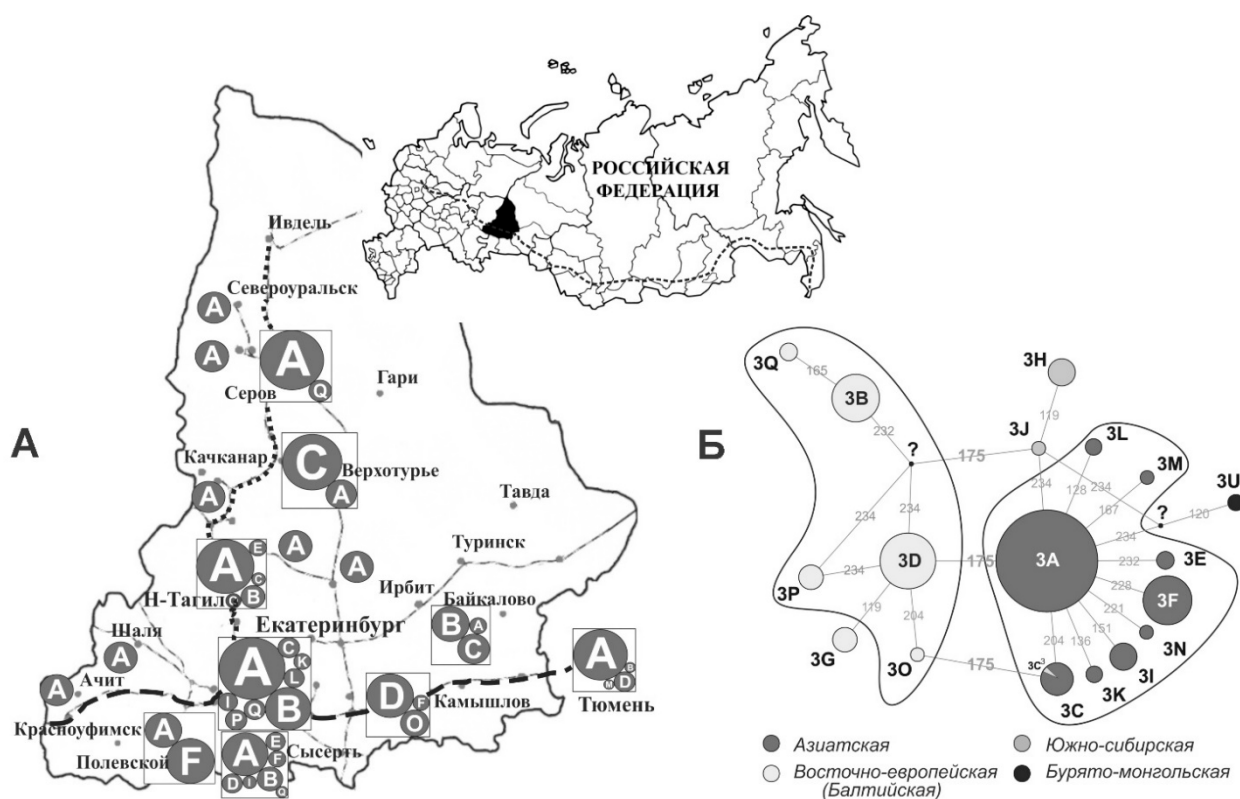 РОССИЙСКАЯ
ФЕДЕРАЦИЯ
А
Ивдель
Североуральск
A
A
A
Q
Серов
Гари
Качканар
C
Верхотурье
A
A
Тавда
A
E
C
B
A
A
Н-Тагил
Туринск
Ирбит
Байкалово
B
A
C
Шаля
A
Екатеринбург
A
C
K
L
I
P
Q
B
A
Ачит
Красноуфимск
D
F
O
Камышлов
A
B
M
D
Тюмень
A
F
Полевской
A
E
F
D
I
B
Q
Сысерть
Б
3Q
165
3B
232
?
175
3H
119
3J
3L
3M
234
128
234
167
?
120
3U
234
234
234
3P
234
3D
175
3A
232
3E
228
3F
221
3N
119
204
3G
3O
175
204
136
151
3C³
3C
3K
3I
Азиатская
Южно-сибирская
Восточно-европейская
(Балтийская)
Бурято-монгольская